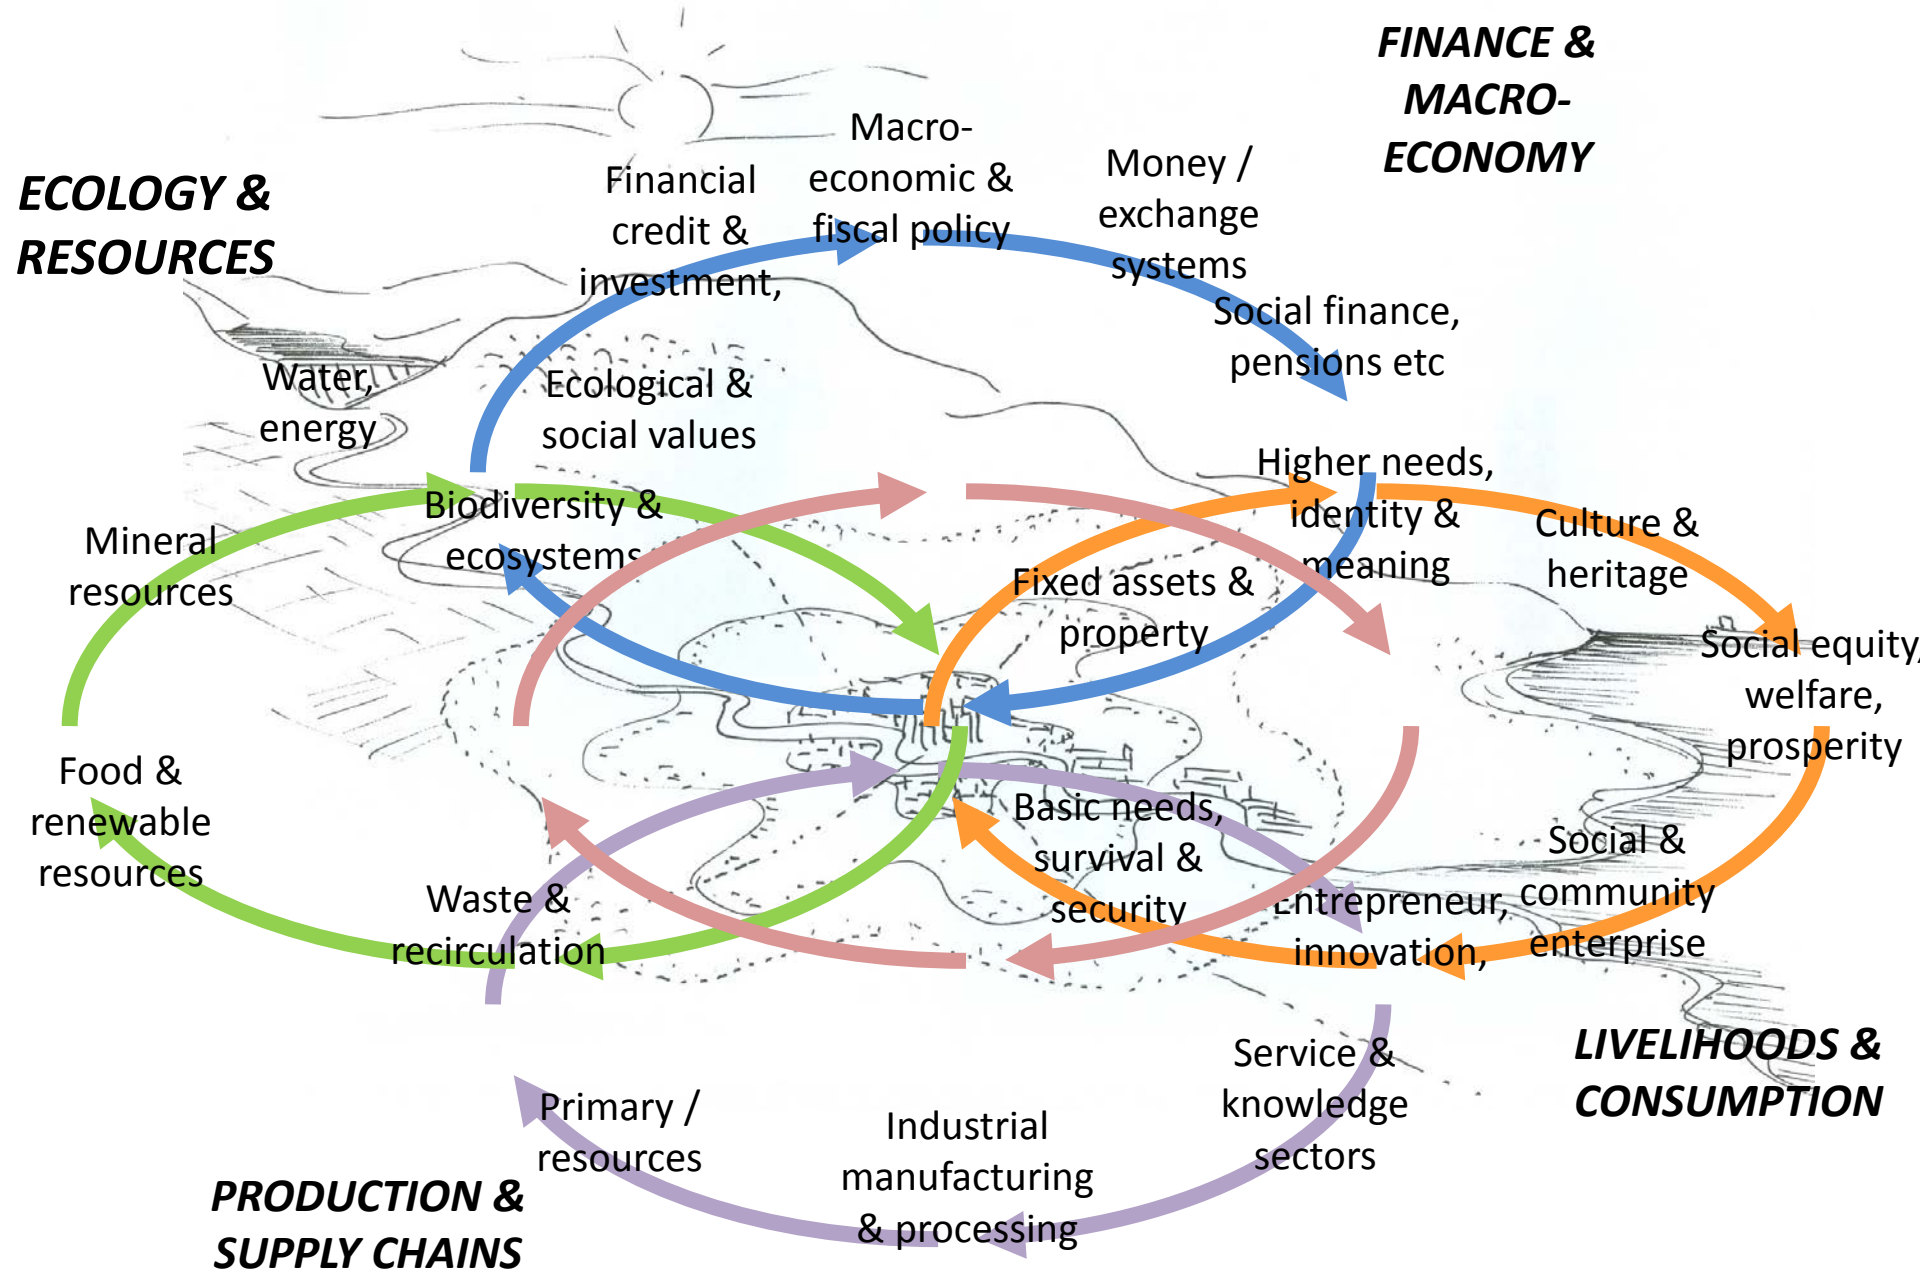 FINANCE &
MACRO-
ECONOMY
ECOLOGY &
RESOURCES
Macro-
economic &
fiscal policy
Financial
credit &
investment,
Money /
exchange
systems
Social finance,
pensions etc
Water,
energy
Ecological &
social values
Higher needs,
identity &
meaning
Biodiversity &
ecosystems
Mineral
resources
Culture &
heritage
Fixed assets &
property
Social equity,
welfare,
prosperity
Food &
renewable
resources
Basic needs,
survival &
security
Social &
community
enterprise
Waste &
recirculation
Entrepreneur,
innovation,
Service &
knowledge
sectors
LIVELIHOODS &
CONSUMPTION
Primary /
resources
Industrial
manufacturing
& processing
PRODUCTION &
SUPPLY CHAINS